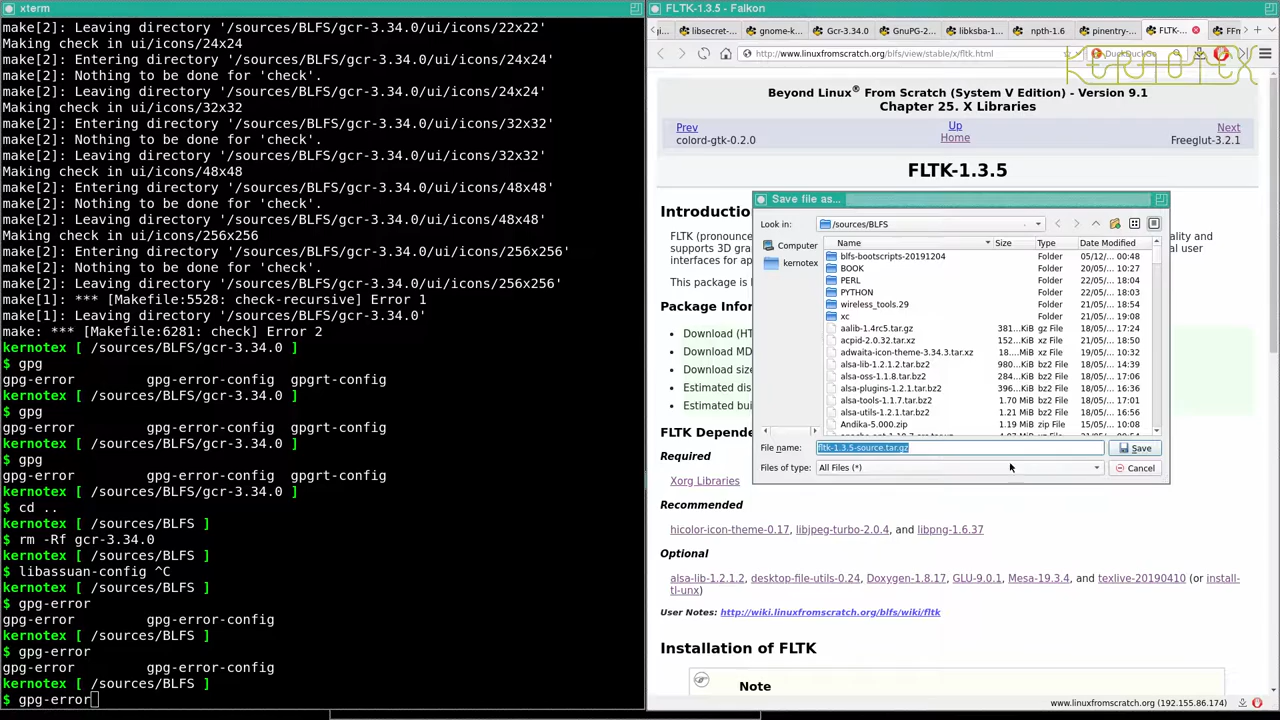 xterm
make[2]: Leaving directory '/sources/BLFS/gcr-3.34.0/ui/icons/22x22'
Making check in ui/icons/24x24
make[2]: Entering directory '/sources/BLFS/gcr-3.34.0/ui/icons/24x24'
make[2]: Nothing to be done for 'check'.
make[2]: Leaving directory '/sources/BLFS/gcr-3.34.0/ui/icons/24x24'
Making check in ui/icons/32x32
make[2]: Entering directory '/sources/BLFS/gcr-3.34.0/ui/icons/32x32'
make[2]: Nothing to be done for 'check'.
make[2]: Leaving directory '/sources/BLFS/gcr-3.34.0/ui/icons/32x32'
Making check in ui/icons/48x48
make[2]: Entering directory '/sources/BLFS/gcr-3.34.0/ui/icons/48x48'
make[2]: Nothing to be done for 'check'.
make[2]: Leaving directory '/sources/BLFS/gcr-3.34.0/ui/icons/48x48'
Making check in ui/icons/256x256
make[2]: Entering directory '/sources/BLFS/gcr-3.34.0/ui/icons/256x256'
make[2]: Nothing to be done for 'check'.
make[2]: Leaving directory '/sources/BLFS/gcr-3.34.0/ui/icons/256x256'
make[1]: *** [Makefile:5528: check-recursive] Error 1
make[1]: Leaving directory '/sources/BLFS/gcr-3.34.0'
make: *** [Makefile:6281: check] Error 2
kernotex [ /sources/BLFS/gcr-3.34.0 ]
$ gpg
gpg-error gpg-error-config gpgrt-config
kernotex [ /sources/BLFS/gcr-3.34.0 ]
$ gpg
gpg-error gpg-error-config gpgrt-config
kernotex [ /sources/BLFS/gcr-3.34.0 ]
$ gpg
gpg-error gpg-error-config gpgrt-config
kernotex [ /sources/BLFS/gcr-3.34.0 ]
$ cd ..
kernotex [ /sources/BLFS ]
$ rm -Rf gcr-3.34.0
kernotex [ /sources/BLFS ]
$ libassuan-config ^C
kernotex [ /sources/BLFS ]
$ gpg-error
gpg-error gpg-error-config
kernotex [ /sources/BLFS ]
$ gpg-error
gpg-error gpg-error-config
kernotex [ /sources/BLFS ]
$ gpg-error
FLTK-1.3.5 - Falkon
libsecret-... gnome-k... Gcr-3.34.0 GnuPG-2... libksba-1... npth-1.6 pinentry-... FLTK-...
http://www.linuxfromscratch.org/blfs/view/stable/x/fltk.html DuckDuckGo
KERNOTEX
Beyond Linux® From Scratch (System V Edition) - Version 9.1
Chapter 25. X Libraries
Prev Up Next
colord-gtk-0.2.0 Home Freeglut-3.2.1
FLTK-1.3.5
Introductio
FLTK (pronounc
supports 3D gra
interfaces for ap
This package is
Package Infor
Download (HT
Download MD
Download size
Estimated dis
Estimated bui
FLTK Depende
Required
Xorg Libraries
Recommended
hicolor-icon-theme-0.17, libjpeg-turbo-2.0.4, and libpng-1.6.37
Optional
alsa-lib-1.2.1.2, desktop-file-utils-0.24, Doxygen-1.8.17, GLU-9.0.1, Mesa-19.3.4, and texlive-20190410 (or install-
tl-unx)
User Notes: http://wiki.linuxfromscratch.org/blfs/wiki/fltk
Installation of FLTK
Note
www.linuxfromscratch.org (192.155.86.174)
Save file as...
Look in: /sources/BLFS
Computer
kernotex
Name Size Type Date Modified
blfs-bootscripts-20191204 Folder 05/12/... 00:48
BOOK Folder 20/05/... 10:27
PERL Folder 22/05/... 18:04
PYTHON Folder 22/05/... 18:03
wireless_tools.29 Folder 21/05/... 18:54
xc Folder 21/05/... 19:08
aalib-1.4rc5.tar.gz 381...KiB gz File 18/05/... 17:24
acpid-2.0.32.tar.xz 152...KiB xz File 21/05/... 18:50
adwaita-icon-theme-3.34.3.tar.xz 18....MiB xz File 19/05/... 10:32
alsa-lib-1.2.1.2.tar.bz2 980...KiB bz2 File 18/05/... 14:39
alsa-oss-1.1.8.tar.bz2 284...KiB bz2 File 18/05/... 17:06
alsa-plugins-1.2.1.tar.bz2 396...KiB bz2 File 18/05/... 16:36
alsa-tools-1.1.7.tar.bz2 1.70 MiB bz2 File 18/05/... 17:01
alsa-utils-1.2.1.tar.bz2 1.21 MiB bz2 File 18/05/... 16:56
Andika-5.000.zip 1.19 MiB zip File 15/05/... 10:08
File name: fltk-1.3.5-source.tar.gz Save
Files of type: All Files (*) Cancel